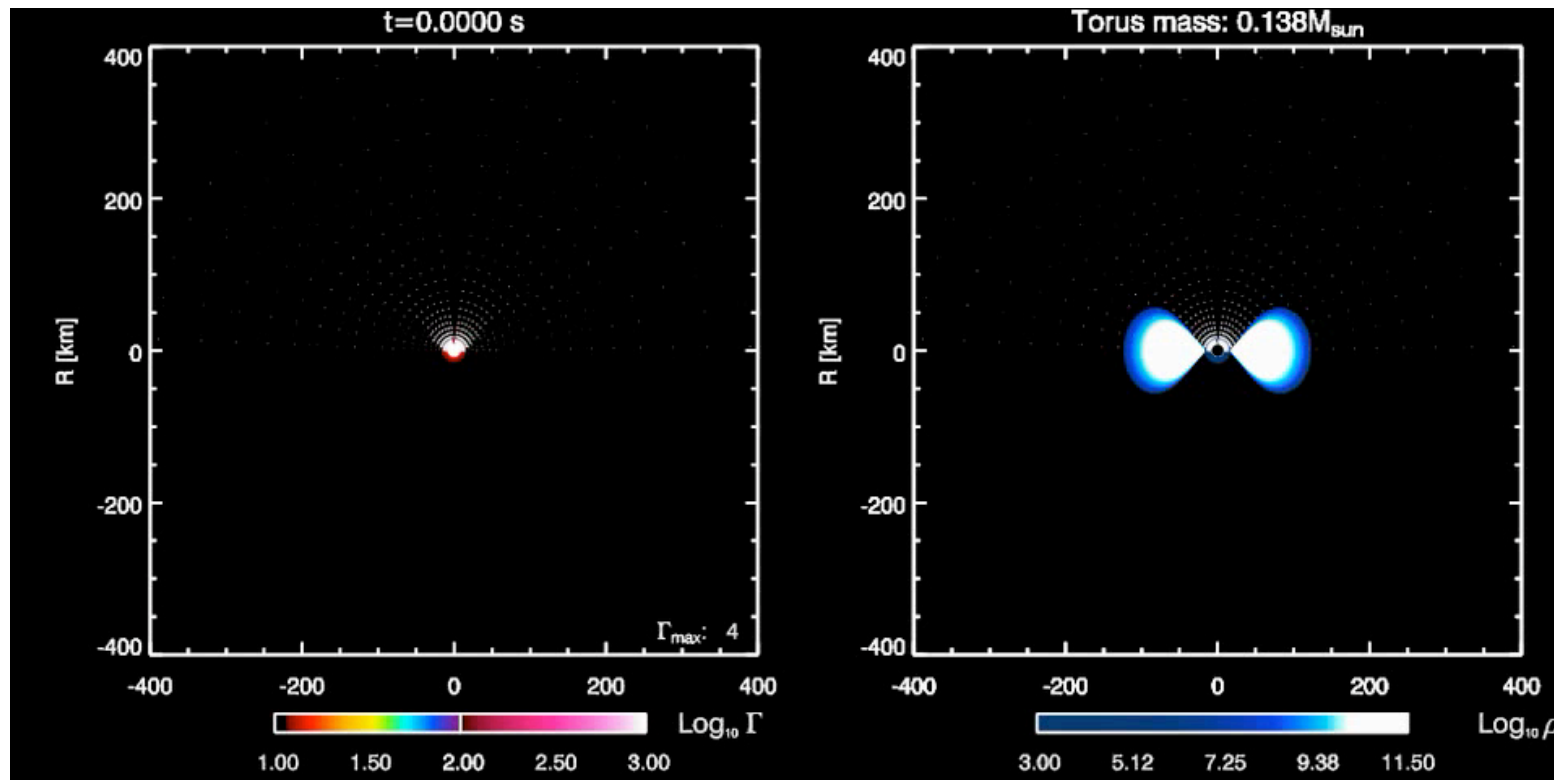 t=0.0000 s
Torus mass: 0.138Msun
400
200
0
-200
-400
R [km]
Γmax: 4
-400 -200 0 200 400
Log₁₀ Γ
1.00 1.50 2.00 2.50 3.00
400
200
0
-200
-400
R [km]
-400 -200 0 200 400
Log₁₀ ρ
3.00 5.12 7.25 9.38 11.50